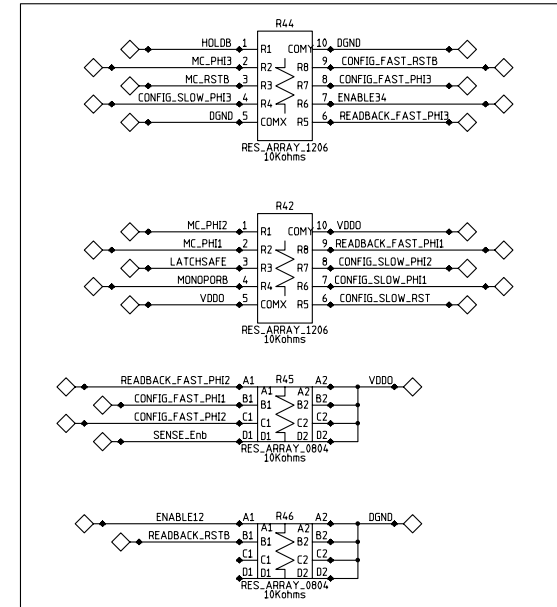 R44
HOLDB 1 R1 COMY 10 DGND
MC_PHI3 2 R2 R8 9 CONFIG_FAST_RSTB
MC_RSTB 3 R3 R7 8 CONFIG_FAST_PHI3
CONFIG_SLOW_PHI3 4 R4 R6 7 ENABLE34
DGND 5 COMX R5 6 READBACK_FAST_PHI3
RES_ARRAY_1206
10Kohms
R42
MC_PHI2 1 R1 COMY 10 VDDO
MC_PHI1 2 R2 R8 9 READBACK_FAST_PHI1
LATCHSAFE 3 R3 R7 8 CONFIG_SLOW_PHI2
MONOPORB 4 R4 R6 7 CONFIG_SLOW_PHI1
VDDO 5 COMX R5 6 CONFIG_SLOW_RST
RES_ARRAY_1206
10Kohms
READBACK_FAST_PHI2 A1 R45 A2 VDDO
A1 A2
CONFIG_FAST_PHI1 B1 B1 B2 B2
CONFIG_FAST_PHI2 C1 C1 C2 C2
SENSE_Enb D1 D1 D2 D2
RES_ARRAY_0804
10Kohms
ENABLE12 A1 R46 A2 DGND
A1 A2
READBACK_RSTB B1 B1 B2 B2
C1 C1 C2 C2
D1 D1 D2 D2
RES_ARRAY_0804
10Kohms